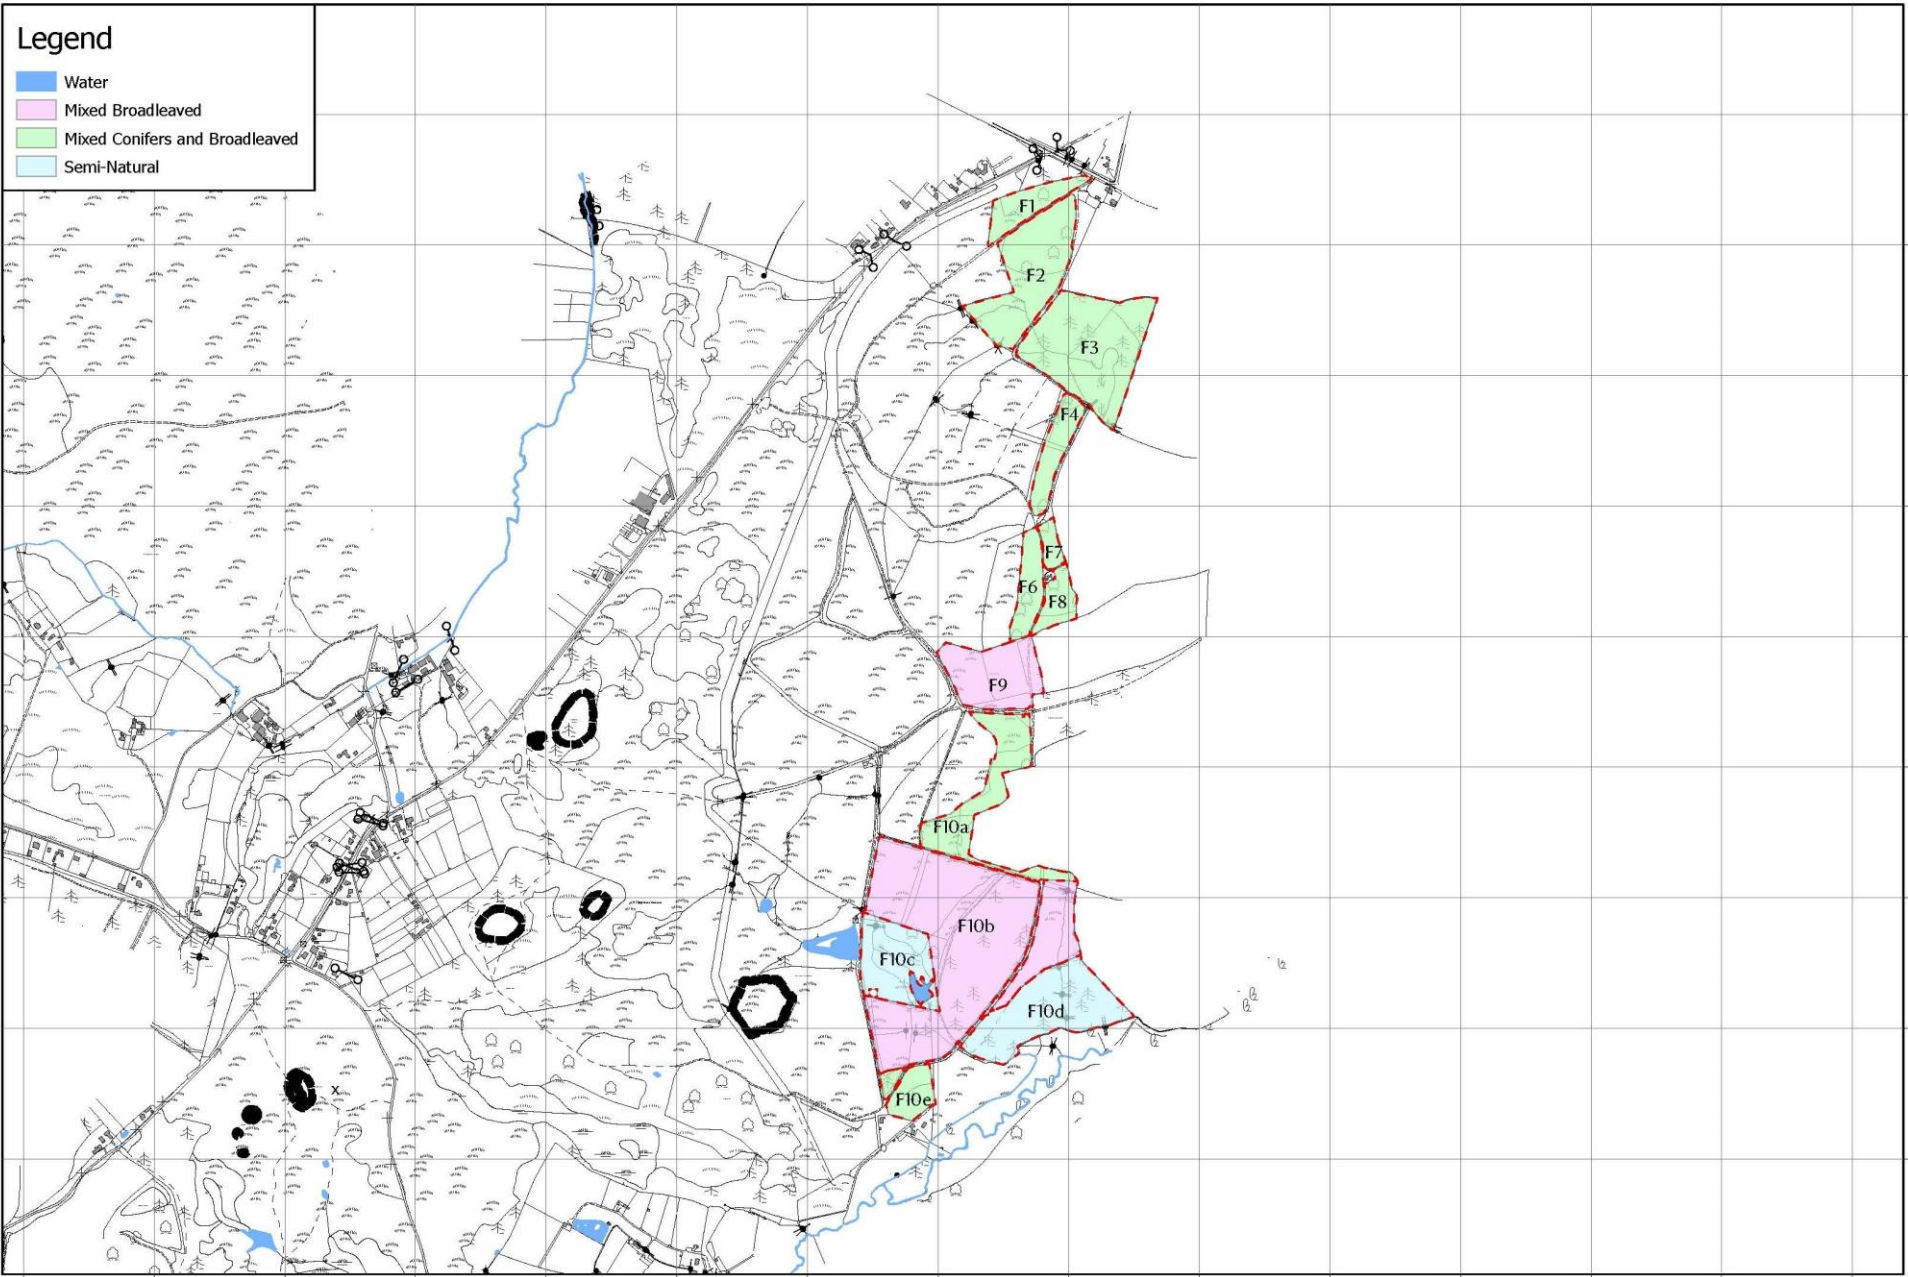 Legend
Water
Mixed Broadleaved
Mixed Conifers and Broadleaved
Semi-Natural
F1
F2
F3
F4
F7
F6
F8
F9
F10a
F10b
F10c
F10d
F10e